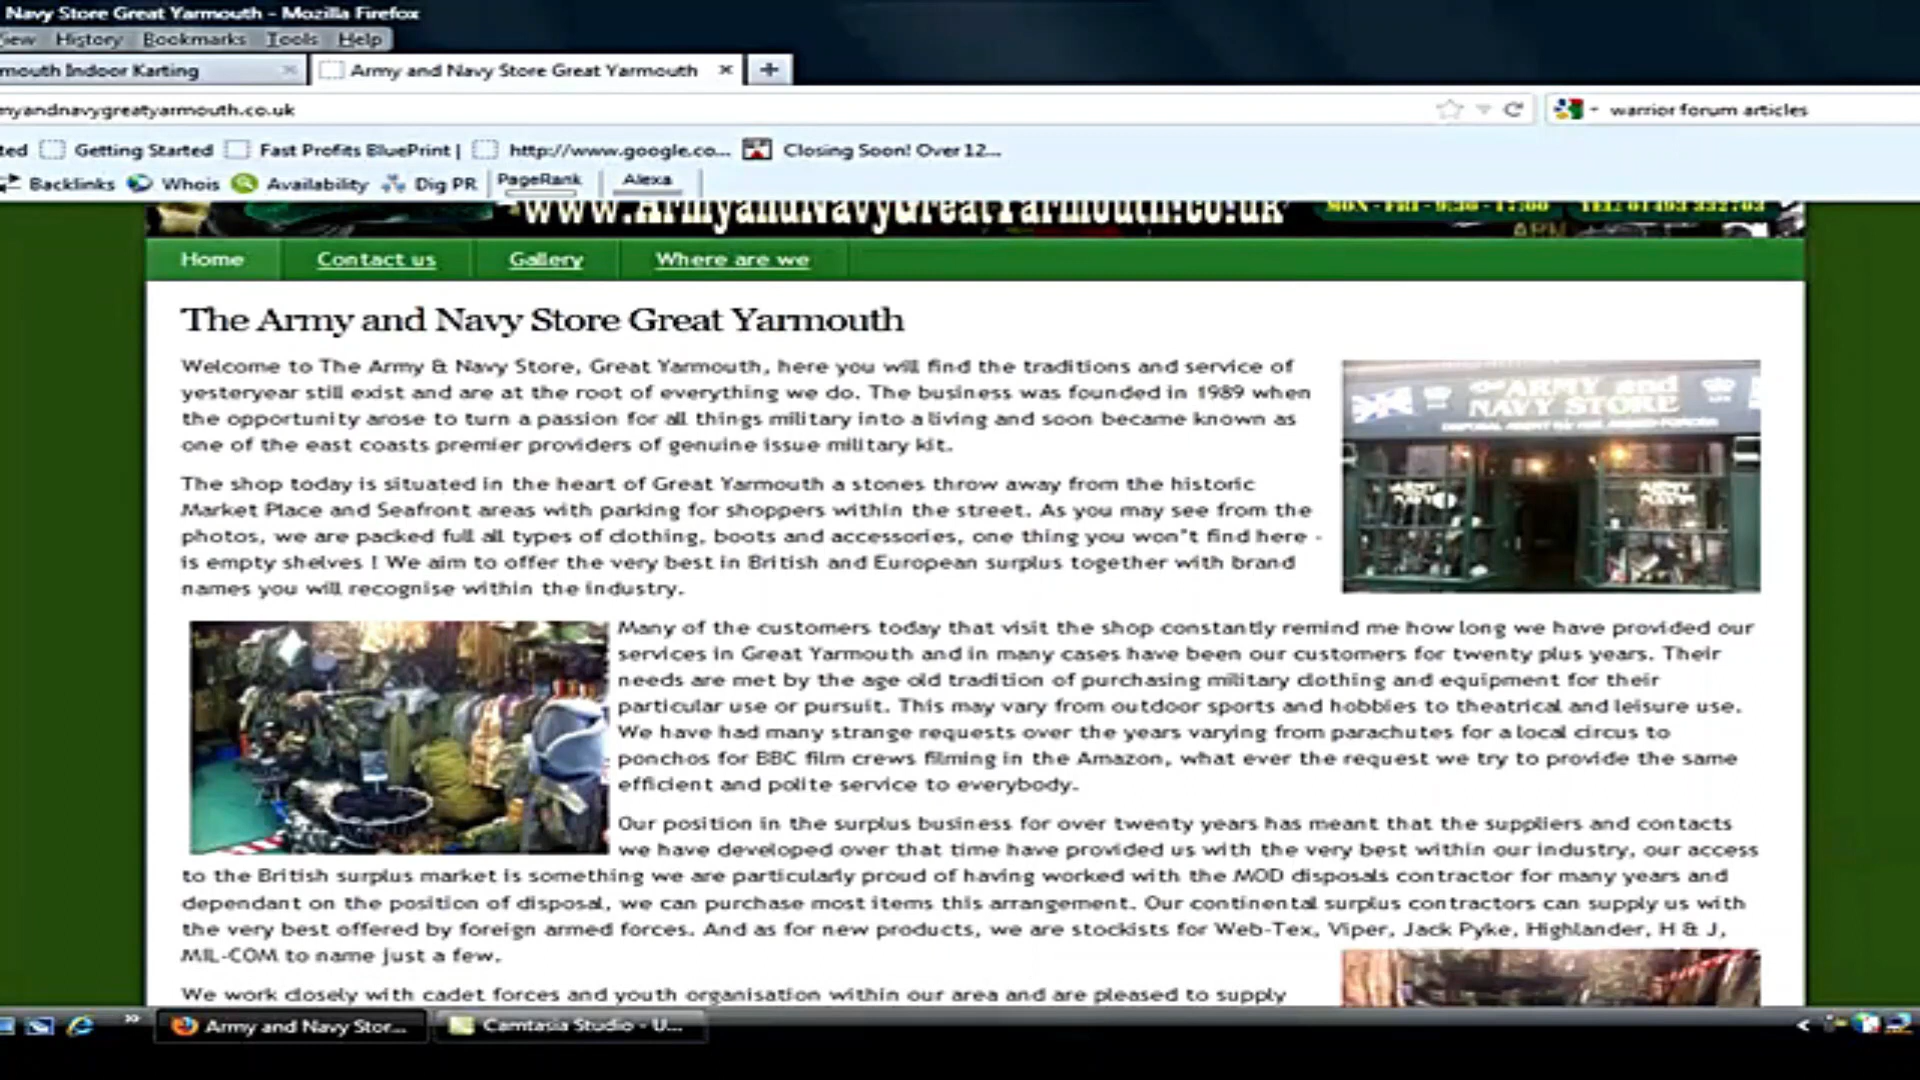 Navy Store Great Yarmouth - Mozilla Firefox
View History Bookmarks Tools Help
mouth Indoor Karting
Army and Navy Store Great Yarmouth
nyandnavygreatyarmouth.co.uk
warrior forum articles
ted Getting Started Fast Profits BluePrint | http://www.google.co... Closing Soon! Over 12...
Backlinks Whois Availability Dig PR PageRank Alexa
www.ArmyandNavyGreatYarmouth.co.uk
MON - FRI - 9:30 - 17:00 TEL: 01493 332703
Home Contact us Gallery Where are we
The Army and Navy Store Great Yarmouth
Welcome to The Army & Navy Store, Great Yarmouth, here you will find the traditions and service of
yesteryear still exist and are at the root of everything we do. The business was founded in 1989 when
the opportunity arose to turn a passion for all things military into a living and soon became known as
one of the east coasts premier providers of genuine issue military kit.
ARMY and
NAVY STORE
The shop today is situated in the heart of Great Yarmouth a stones throw away from the historic
Market Place and Seafront areas with parking for shoppers within the street. As you may see from the
photos, we are packed full all types of clothing, boots and accessories, one thing you won"t find here -
is empty shelves ! We aim to offer the very best in British and European surplus together with brand
names you will recognise within the industry.
Many of the customers today that visit the shop constantly remind me how long we have provided our
services in Great Yarmouth and in many cases have been our customers for twenty plus years. Their
needs are met by the age old tradition of purchasing military clothing and equipment for their
particular use or pursuit. This may vary from outdoor sports and hobbies to theatrical and leisure use.
We have had many strange requests over the years varying from parachutes for a local circus to
ponchos for BBC film crews filming in the Amazon, what ever the request we try to provide the same
efficient and polite service to everybody.
Our position in the surplus business for over twenty years has meant that the suppliers and contacts
we have developed over that time have provided us with the very best within our industry, our access
to the British surplus market is something we are particularly proud of having worked with the MOD disposals contractor for many years and
dependant on the position of disposal, we can purchase most items this arrangement. Our continental surplus contractors can supply us with
the very best offered by foreign armed forces. And as for new products, we are stockists for Web-Tex, Viper, Jack Pyke, Highlander, H & J,
MIL-COM to name just a few.
We work closely with cadet forces and youth organisation within our area and are pleased to supply
Army and Navy Stor... Camtasia Studio - U...